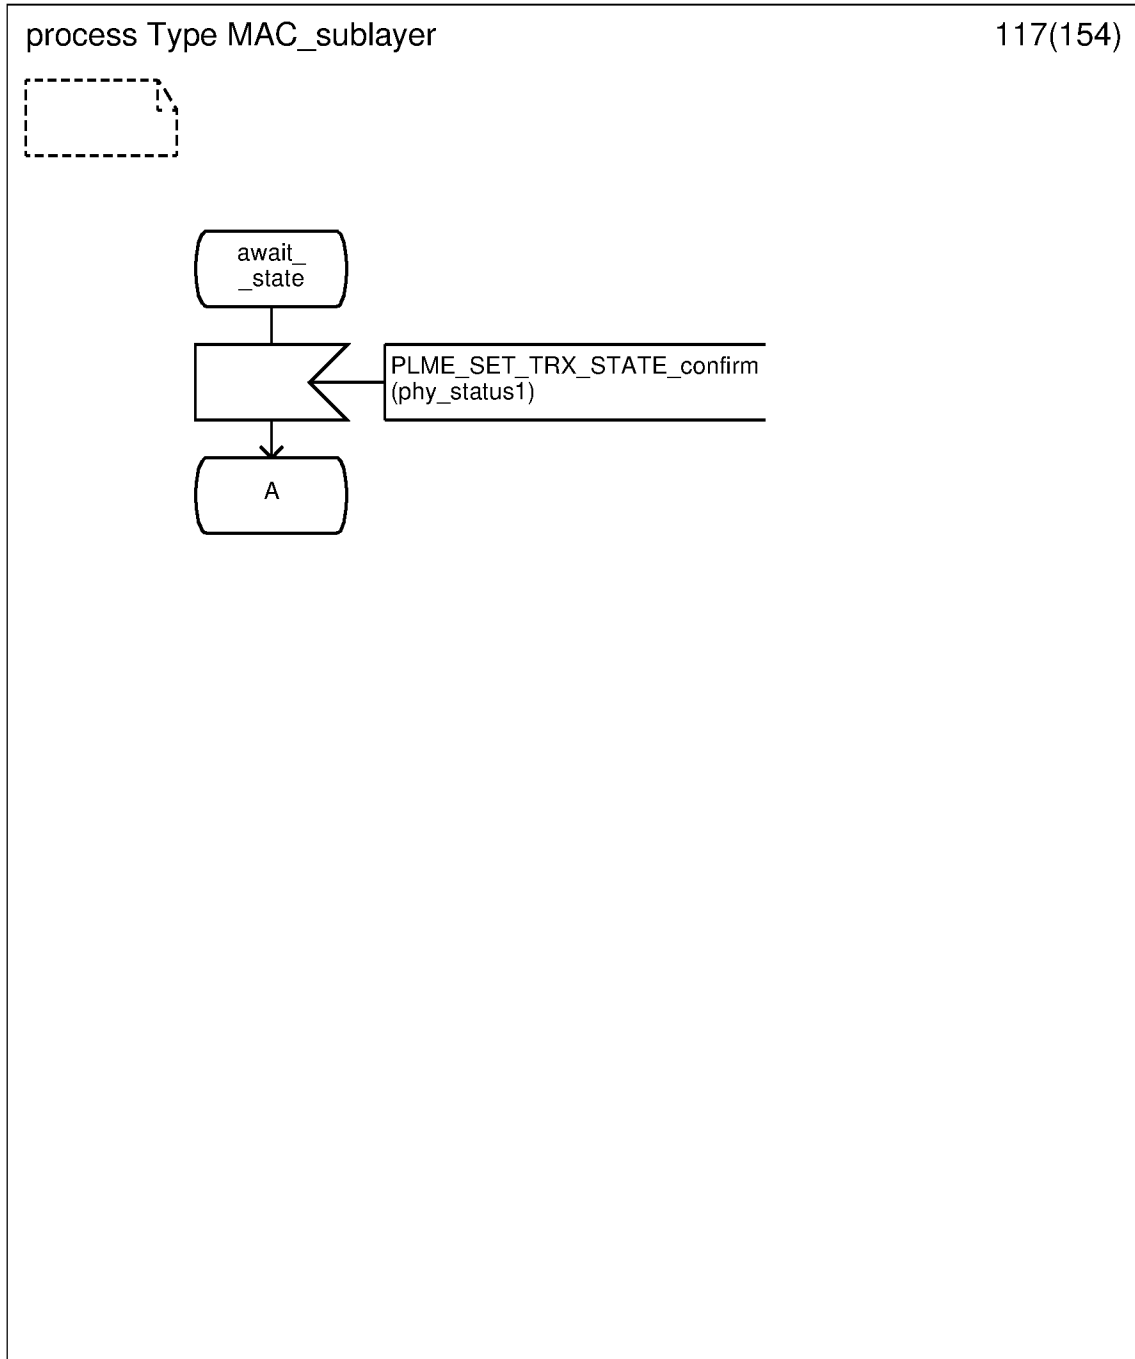 process Type MAC_sublayer
117(154)
await_
_state
PLME_SET_TRX_STATE_confirm
(phy_status1)
A